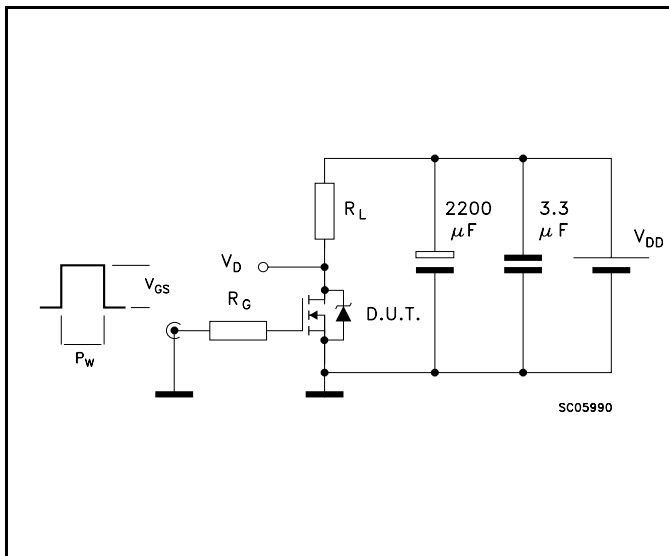 2200
μF
3.3
μF
R_L
V_DD
V_D
V_GS
R_G
D.U.T.
P_W
SC05990